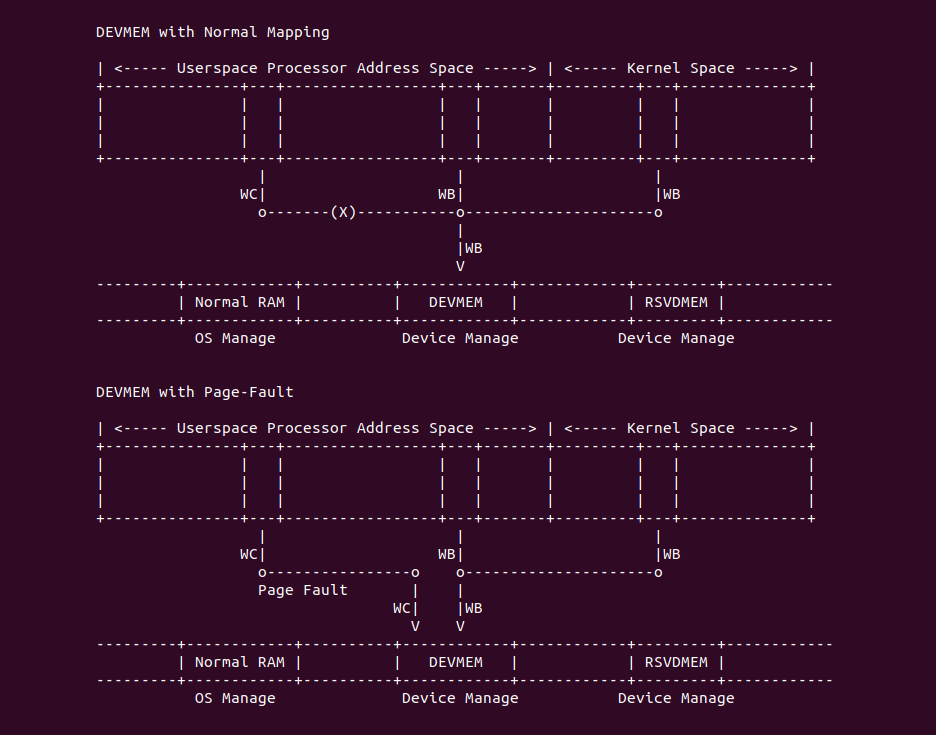 DEVMEM with Normal Mapping
| <----- Userspace Processor Address Space -----> | <----- Kernel Space -----> |
+---------------+---+-----------------+---+-------+---------+---+--------------+
|               |   |                 |   |       |         |   |              |
|               |   |                 |   |       |         |   |              |
|               |   |                 |   |       |         |   |              |
+---------------+---+-----------------+---+-------+---------+---+--------------+
                  |                     |                     |
                WC|                   WB|                     |WB
                  o-------(X)-----------o---------------------o
                                        |
                                        |WB
                                        V
---------+------------+----------+------------+------------+---------+------------
         | Normal RAM |          |   DEVMEM   |            | RSVDMEM |
---------+------------+----------+------------+------------+---------+------------
           OS Manage              Device Manage           Device Manage
DEVMEM with Page-Fault
| <----- Userspace Processor Address Space -----> | <----- Kernel Space -----> |
+---------------+---+-----------------+---+-------+---------+---+--------------+
|               |   |                 |   |       |         |   |              |
|               |   |                 |   |       |         |   |              |
|               |   |                 |   |       |         |   |              |
+---------------+---+-----------------+---+-------+---------+---+--------------+
                  |                     |                     |
                WC|                   WB|                     |WB
                  o----------------o    o---------------------o
                  Page Fault       |    |
                                 WC|    |WB
                                   V    V
---------+------------+----------+------------+------------+---------+------------
         | Normal RAM |          |   DEVMEM   |            | RSVDMEM |
---------+------------+----------+------------+------------+---------+------------
           OS Manage              Device Manage           Device Manage